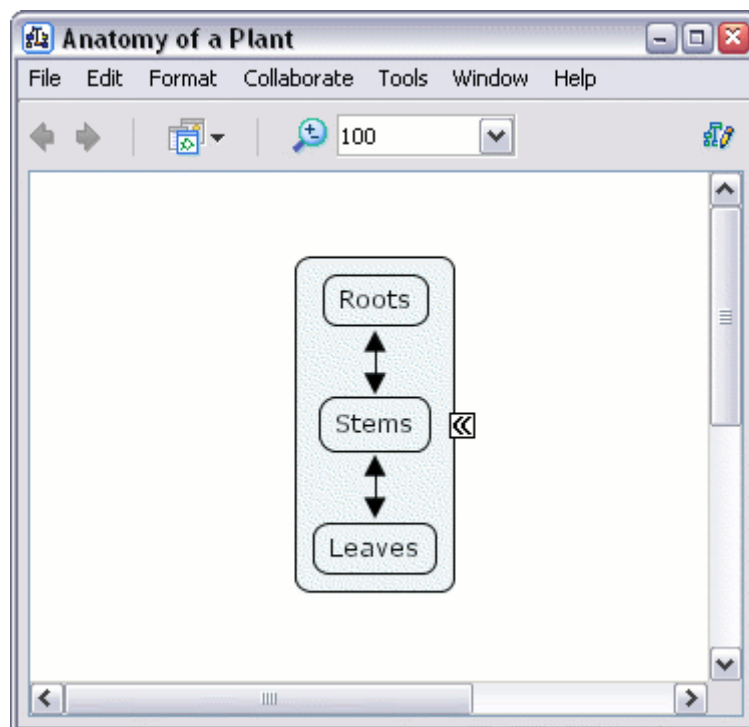 Anatomy of a Plant
File Edit Format Collaborate Tools Window Help
100
Roots
Stems
Leaves